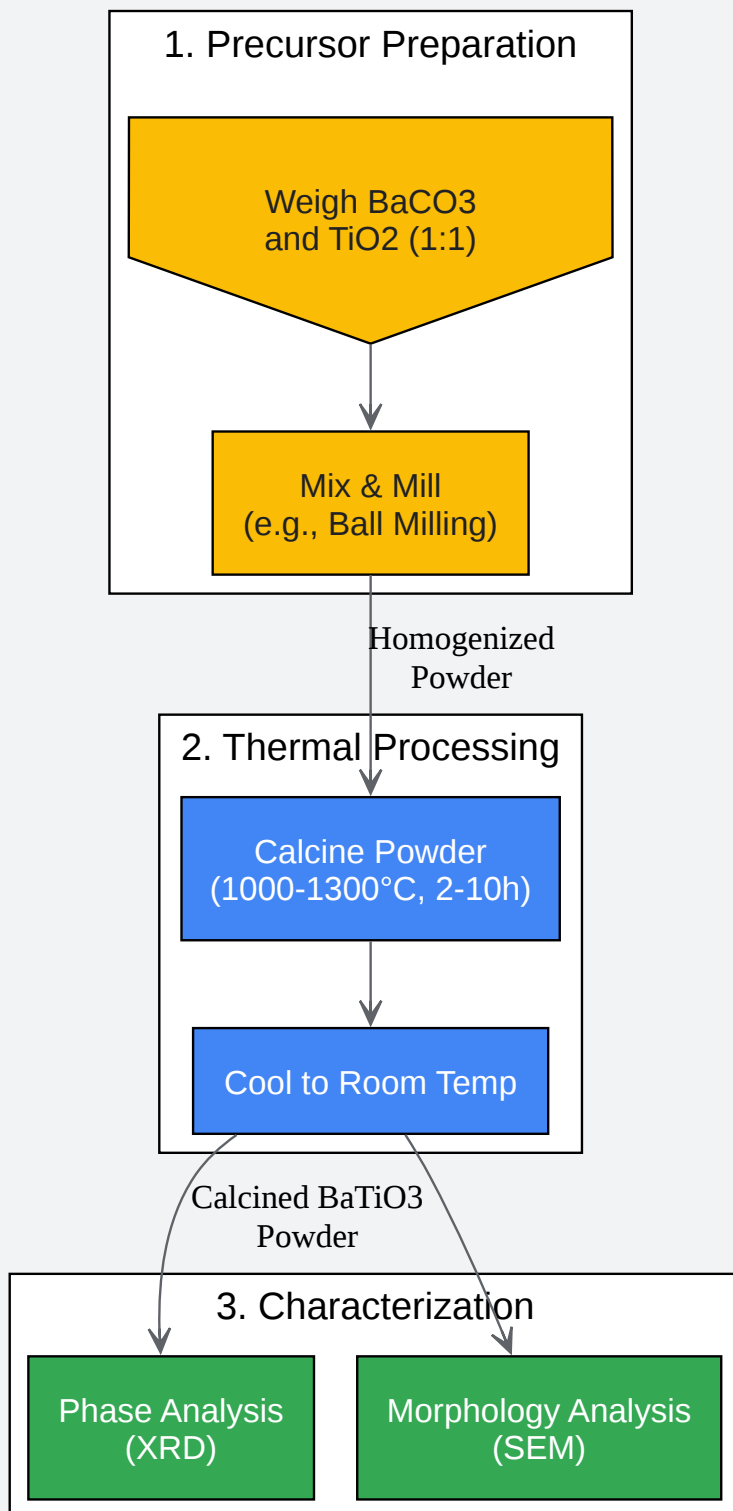 1. Precursor Preparation
Weigh BaCO3
and TiO2 (1:1)
Mix & Mill
(e.g., Ball Milling)
Homogenized
Powder
2. Thermal Processing
Calcine Powder
(1000-1300°C, 2-10h)
Cool to Room Temp
Calcined BaTiO3
Powder
3. Characterization
Phase Analysis
(XRD)
Morphology Analysis
(SEM)